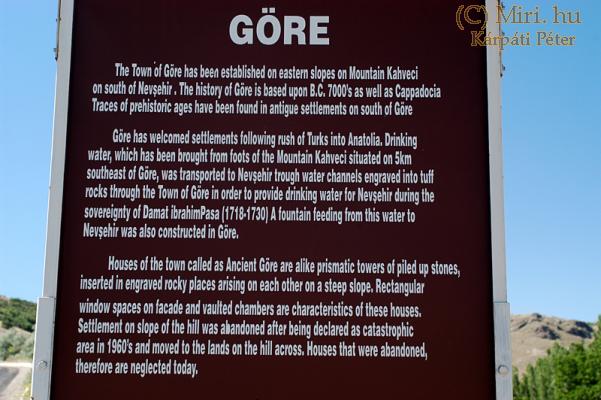 (C) Miri.hu
Kárpáti Péter
GÖRE
The Town of Göre has been established on eastern slopes on Mountain Kahveci
on south of Nevşehir . The history of Göre is based upon B.C. 7000's as well as Cappadocia
Traces of prehistoric ages have been found in antigue settlements on south of Göre
Göre has welcomed settlements following rush of Turks into Anatolia. Drinking
water, which has been brought from foots of the Mountain Kahveci situated on 5km
southeast of Göre, was transported to Nevşehir trough water channels engraved into tuff
rocks through the Town of Göre in order to provide drinking water for Nevşehir during the
sovereignty of Damat ibrahimPasa (1718-1730) A fountain feeding from this water to
Nevşehir was also constructed in Göre.
Houses of the town called as Ancient Göre are alike prismatic towers of piled up stones,
inserted in engraved rocky places arising on each other on a steep slope. Rectangular
window spaces on facade and vaulted chambers are characteristics of these houses.
Settlement on slope of the hill was abandoned after being declared as catastrophic
area in 1960's and moved to the lands on the hill across. Houses that were abandoned,
therefore are neglected today.